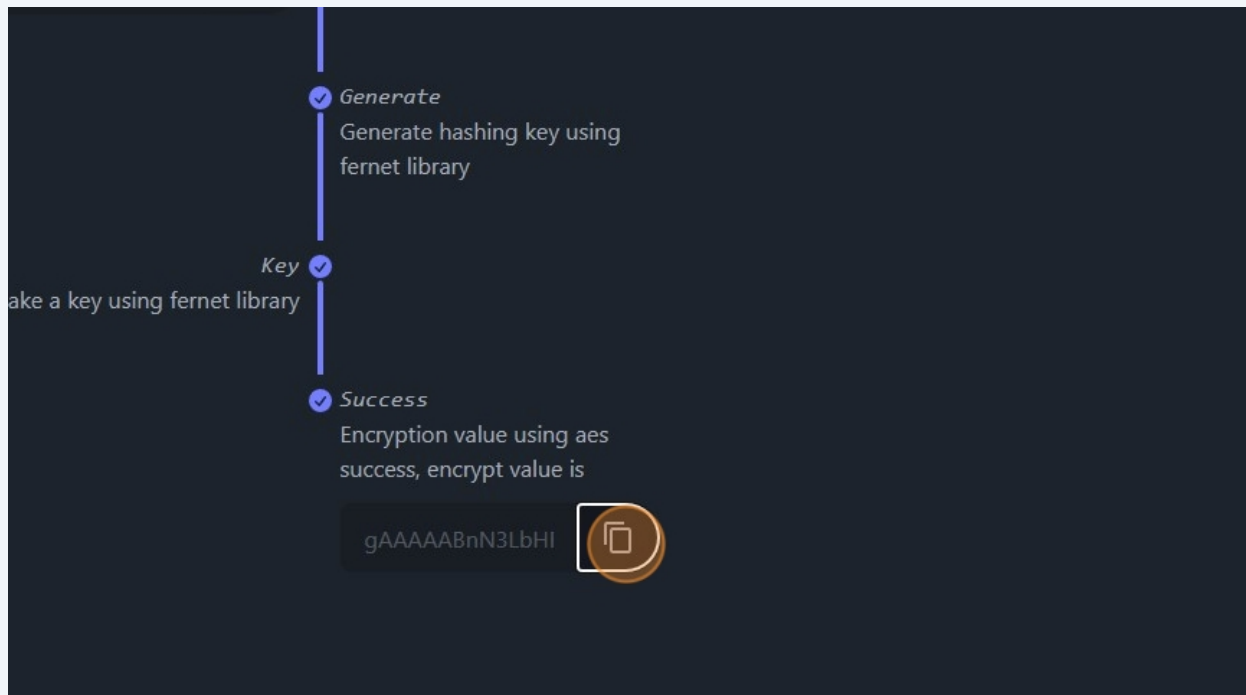 Generate
Generate hashing key using
fernet library
Key
ake a key using fernet library
Success
Encryption value using aes
success, encrypt value is
gAAAAABnN3LbHI